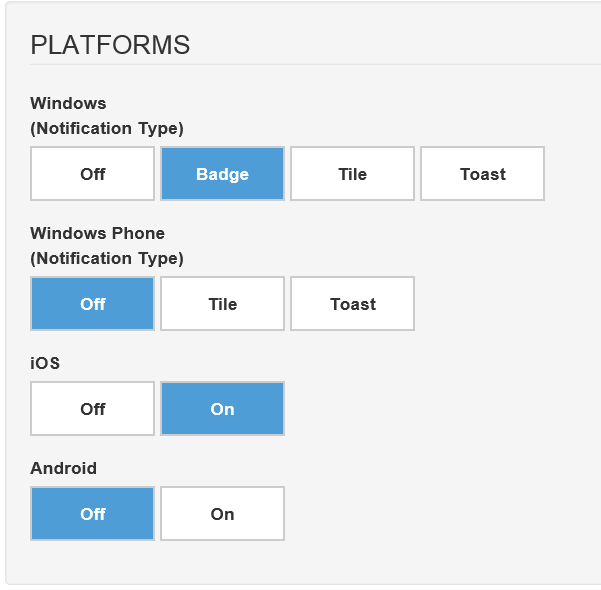 PLATFORMS
Windows
(Notification Type)
Off Badge Tile Toast
Windows Phone
(Notification Type)
Off Tile Toast
iOS
Off On
Android
Off On